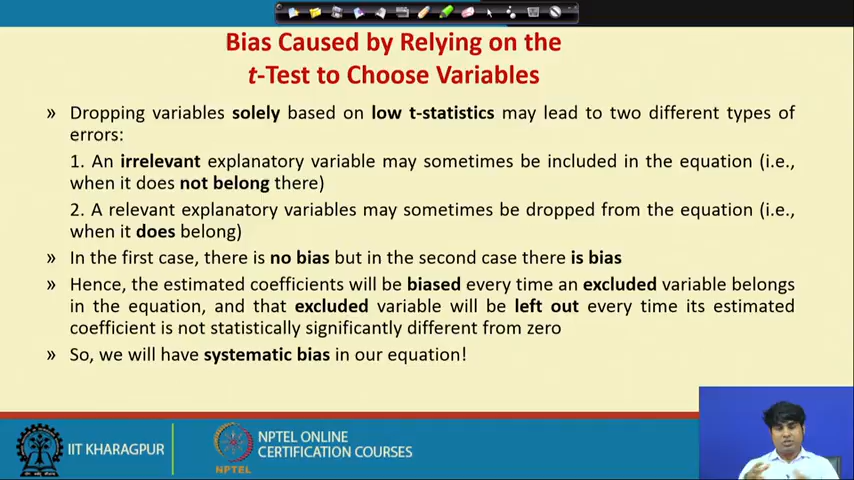 Bias Caused by Relying on the
t-Test to Choose Variables
» Dropping variables solely based on low t-statistics may lead to two different types of
errors:
1. An irrelevant explanatory variable may sometimes be included in the equation (i.e.,
when it does not belong there)
2. A relevant explanatory variables may sometimes be dropped from the equation (i.e.,
when it does belong)
» In the first case, there is no bias but in the second case there is bias
» Hence, the estimated coefficients will be biased every time an excluded variable belongs
in the equation, and that excluded variable will be left out every time its estimated
coefficient is not statistically significantly different from zero
» So, we will have systematic bias in our equation!
IIT KHARAGPUR
NPTEL
NPTEL ONLINE
CERTIFICATION COURSES